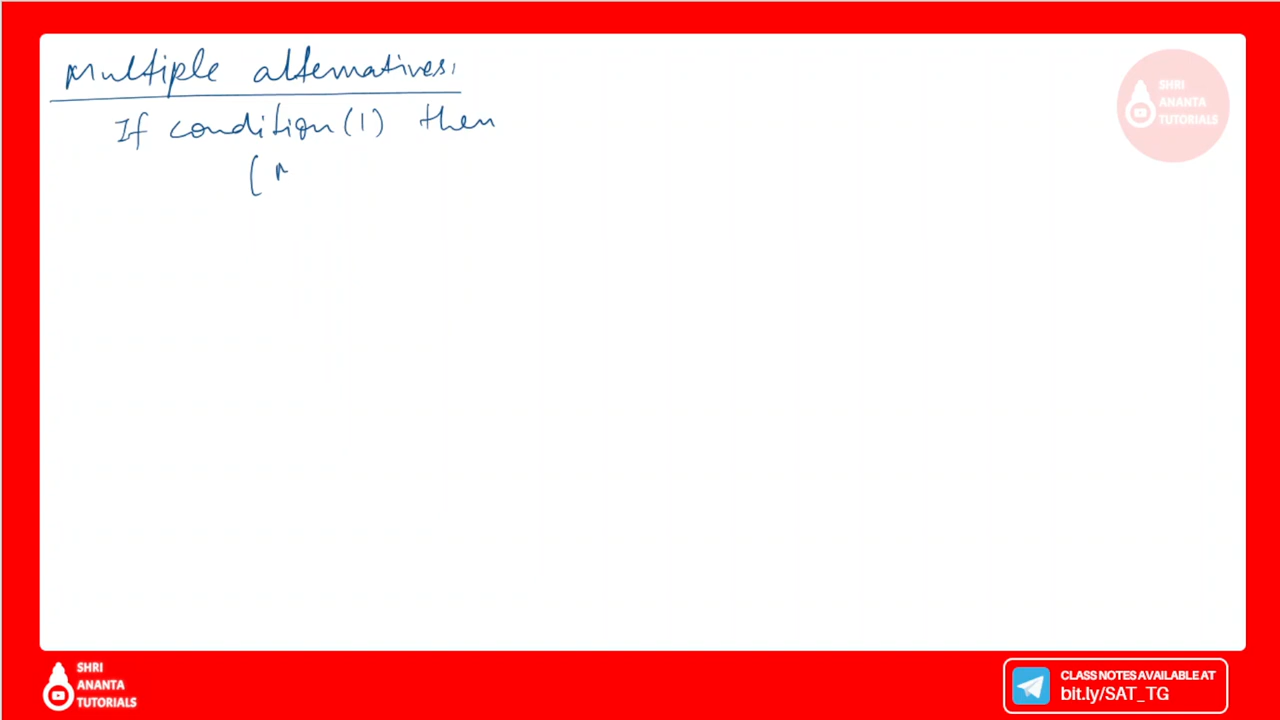 Multiple alternatives:
If condition (1) then
[ M
SHRI
ANANTA
TUTORIALS
SHRI
ANANTA
TUTORIALS
CLASS NOTES AVAILABLE AT
bit.ly/SAT_TG